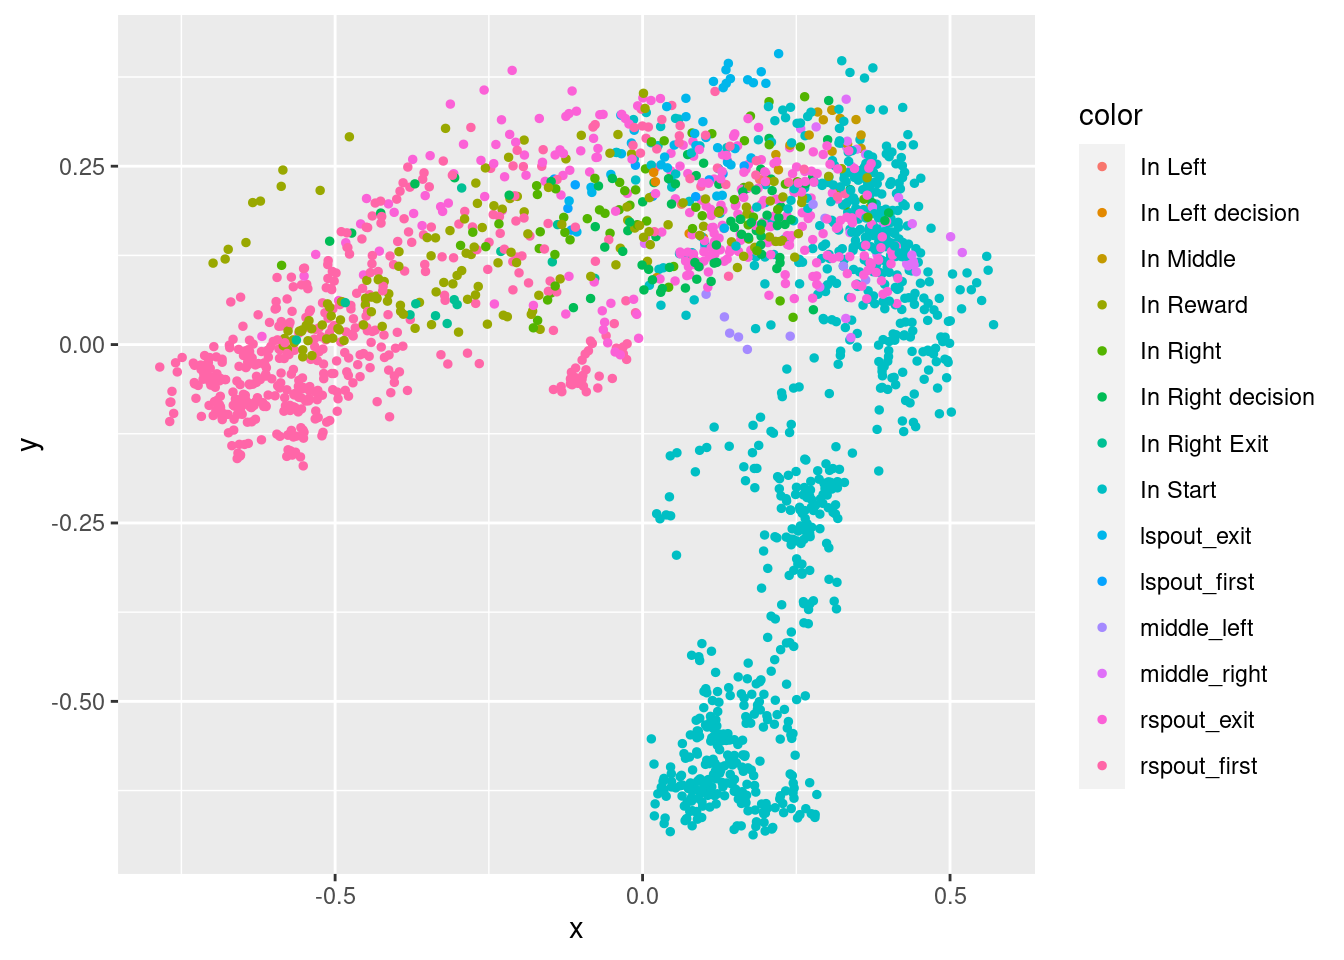 color
In Left
In Left decision
In Middle
In Reward
In Right
In Right decision
In Right Exit
In Start
lspout_exit
lspout_first
middle_left
middle_right
rspout_exit
rspout_first
y
0.25
0.00
-0.25
-0.50
-0.5
0.0
0.5
x